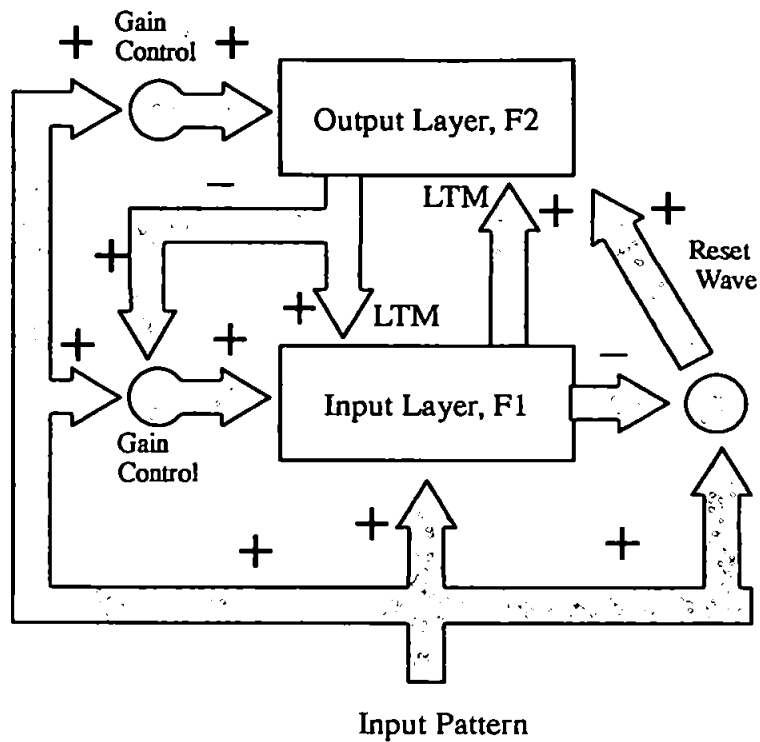 Gain
Control
+ +
Output Layer, F2
−
LTM
+ +
+
Reset
Wave
+
LTM
+ +
−
Input Layer, F1
Gain
Control
+
+
+
Input Pattern